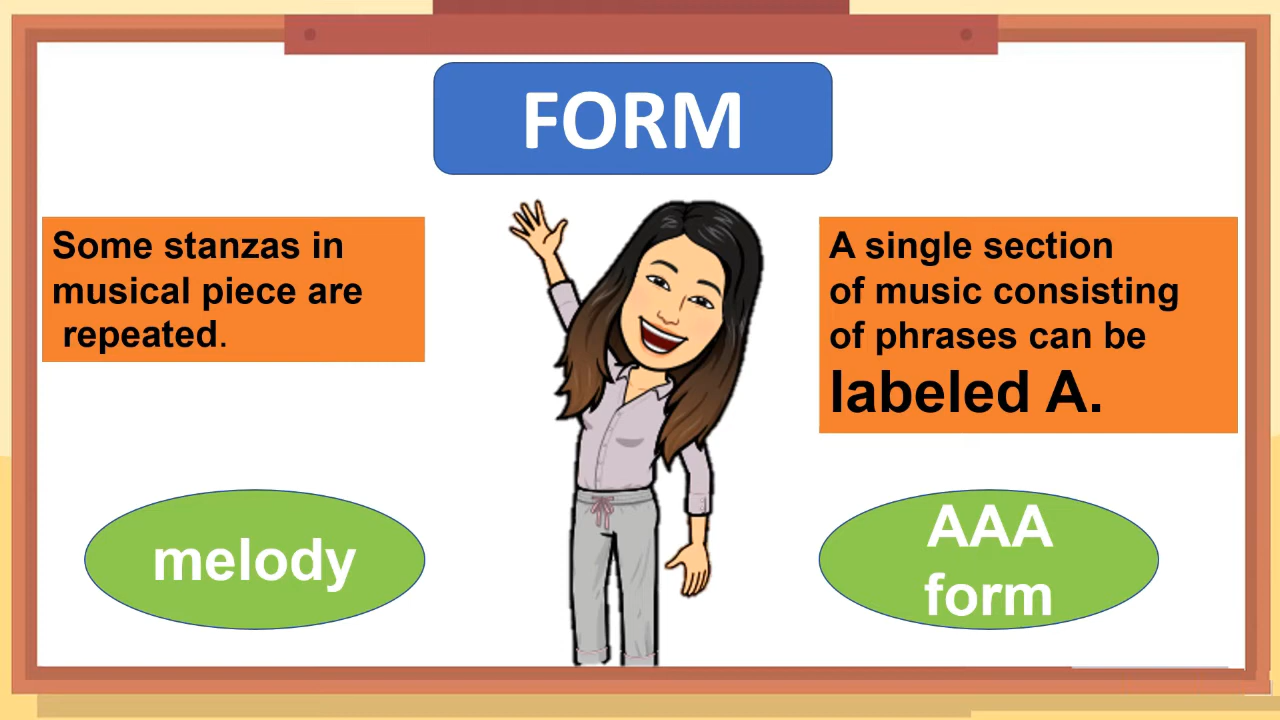 FORM
Some stanzas in
musical piece are
repeated.
A single section
of music consisting
of phrases can be
labeled A.
melody
AAA
form